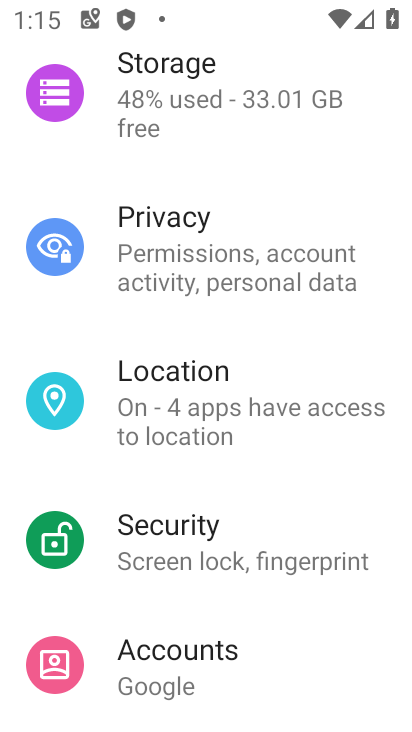 1:15
Storage
48% used - 33.01 GB
free
Privacy
Permissions, account
activity, personal data
Location
On - 4 apps have access
to location
Security
Screen lock, fingerprint
Accounts
Google